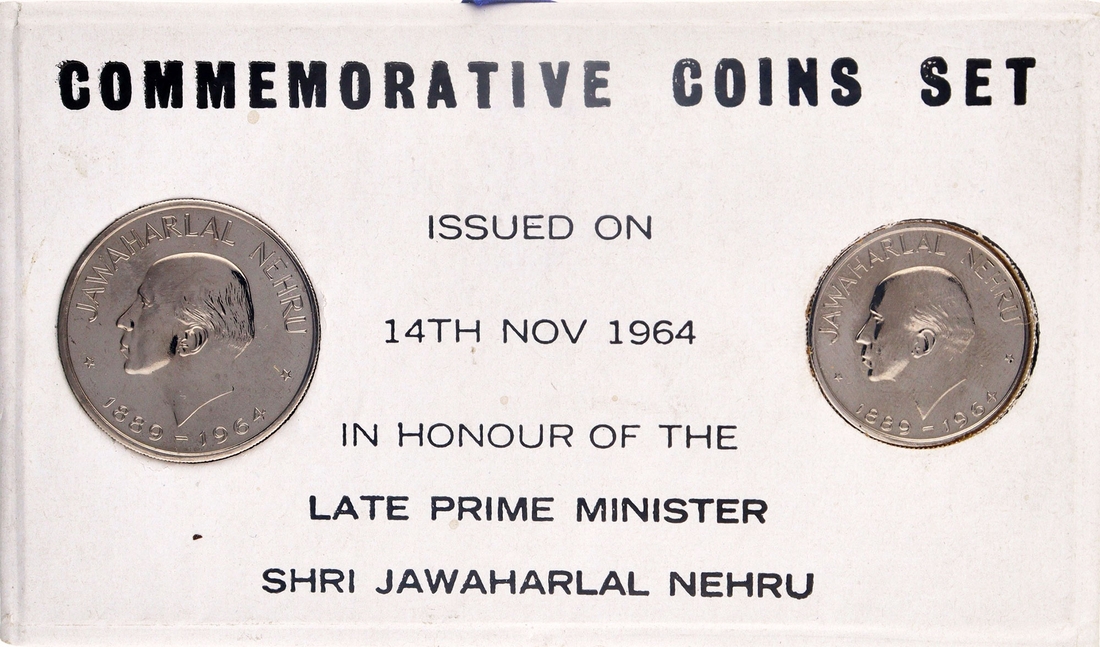 COMMEMORATIVE COINS SET
ISSUED ON
14TH NOV 1964
IN HONOUR OF THE
LATE PRIME MINISTER
SHRI JAWAHARLAL NEHRU
JAWAHARLAL NEHRU
1889-1964
JAWAHARLAL NEHRU
1889-1964